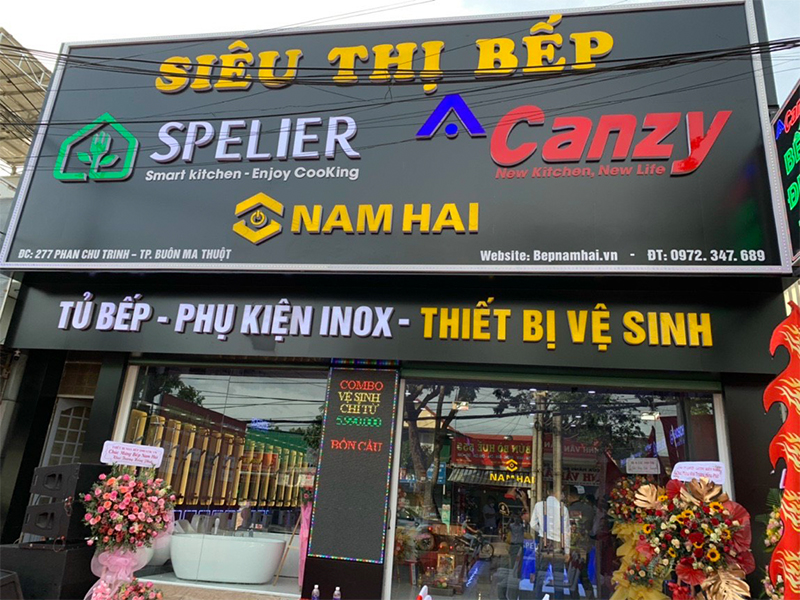 SIÊU THỊ BẾP
SPELIER
Smart kitchen - Enjoy CooKing
Canzy
New Kitchen, New Life
NAM HAI
ĐC: 277 PHAN CHU TRINH – TP. BUÔN MA THUỘT
Website: Bepnamhai.vn - ĐT: 0972. 347. 689
TỦ BẾP - PHỤ KIỆN INOX - THIẾT BỊ VỆ SINH
COMBO
VỆ SINH
CHỈ TỪ
BỒN CẦU
NAM HAI